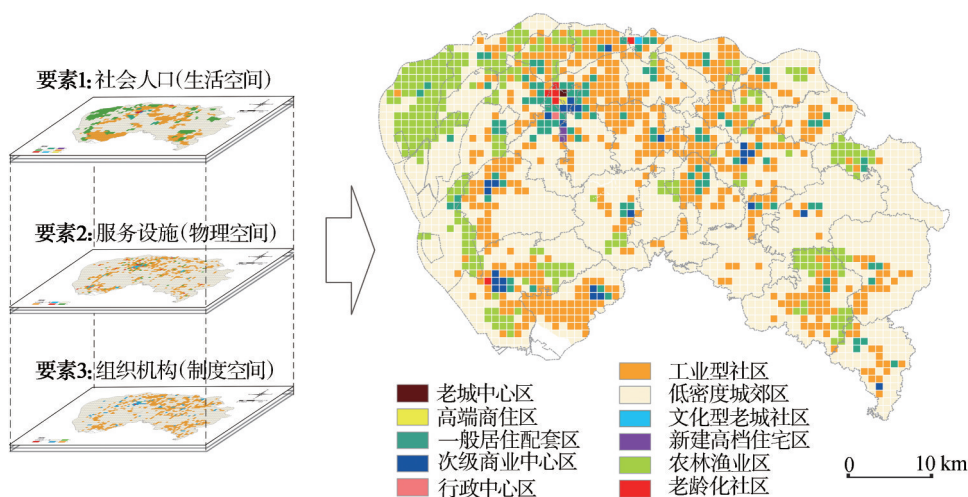 要素1:社会人口(生活空间)
要素2:服务设施(物理空间)
要素3:组织机构(制度空间)
老城中心区
高端商住区
一般居住配套区
次级商业中心区
行政中心区
工业型社区
低密度城郊区
文化型老城社区
新建高档住宅区
农林渔业区
老龄化社区
0 10 km